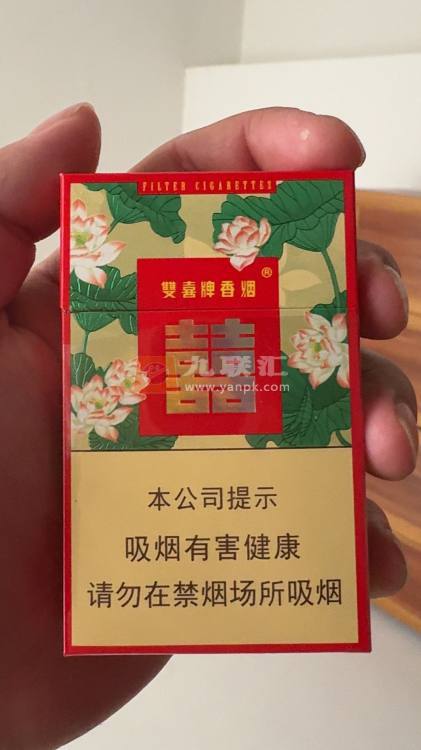 FILTER CIGARETTES
雙喜牌香烟®
囍
九联汇
www.yanpk.com
本公司提示
吸烟有害健康
请勿在禁烟场所吸烟